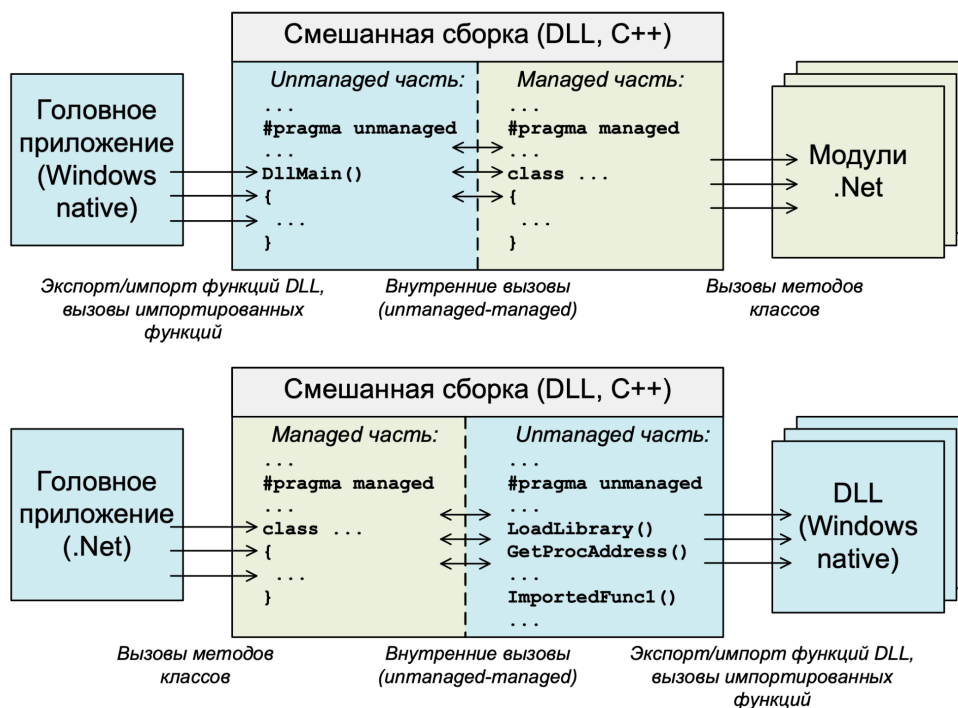 Смешанная сборка (DLL, C++)
Головное
приложение
(Windows
native)
Unmanaged часть:
...
#pragma unmanaged
...
DllMain()
{
...
}
Managed часть:
...
#pragma managed
...
class ...
{
...
}
Модули
.Net
Экспорт/импорт функций DLL,
вызовы импортированных
функций
Внутренние вызовы
(unmanaged-managed)
Вызовы методов
классов
Смешанная сборка (DLL, C++)
Головное
приложение
(.Net)
Managed часть:
...
#pragma managed
...
class ...
{
...
}
Unmanaged часть:
...
#pragma unmanaged
...
LoadLibrary()
GetProcAddress()
...
ImportedFunc1()
...
DLL
(Windows
native)
Вызовы методов
классов
Внутренние вызовы
(unmanaged-managed)
Экспорт/импорт функций DLL,
вызовы импортированных
функций